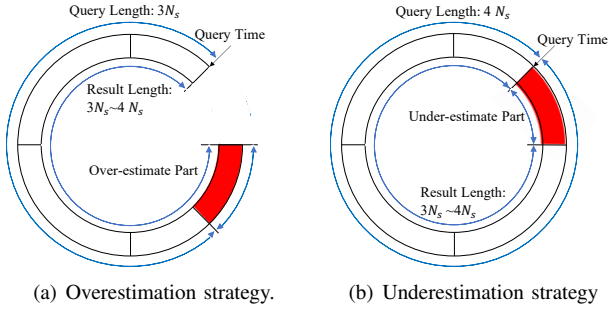 Query Length: 3N_s
Query Time
Result Length:
3N_s~4 N_s
Over-estimate Part
(a) Overestimation strategy.
Query Length: 4 N_s
Query Time
Under-estimate Part
Result Length:
3N_s~4N_s
(b) Underestimation strategy